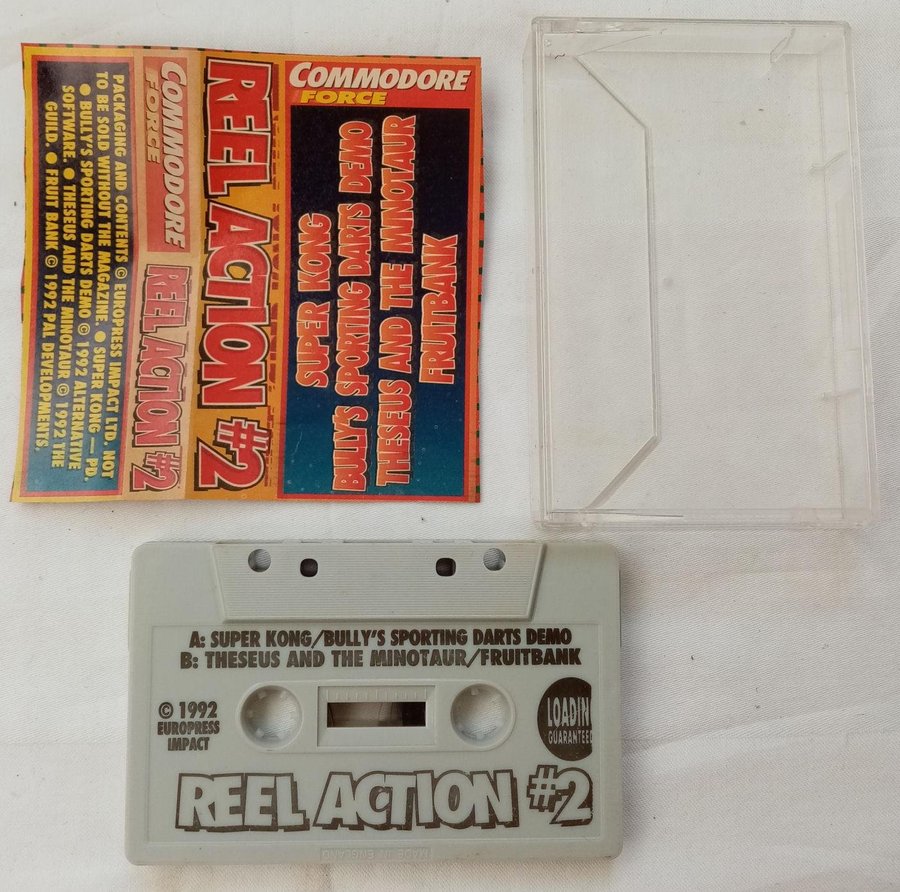 COMMODORE
FORCE
SUPER KONG
BULLY'S SPORTING DARTS DEMO
THESEUS AND THE MINOTAUR
FRUITBANK
REEL ACTION #2
COMMODORE
FORCE
REEL ACTION #2
PACKAGING AND CONTENTS © EUROPRESS IMPACT LTD. NOT
TO BE SOLD WITHOUT THE MAGAZINE. ● SUPER KONG — PD.
● BULLY'S SPORTING DARTS DEMO © 1992 ALTERNATIVE
SOFTWARE. ● THESEUS AND THE MINOTAUR © 1992 THE
GUILD. ● FRUIT BANK © 1992 PAL DEVELOPMENTS.
A: SUPER KONG/BULLY'S SPORTING DARTS DEMO
B: THESEUS AND THE MINOTAUR/FRUITBANK
© 1992
EUROPRESS
IMPACT
LOADIN
GUARANTEED
REEL ACTION #2
MADE IN ENGLAND